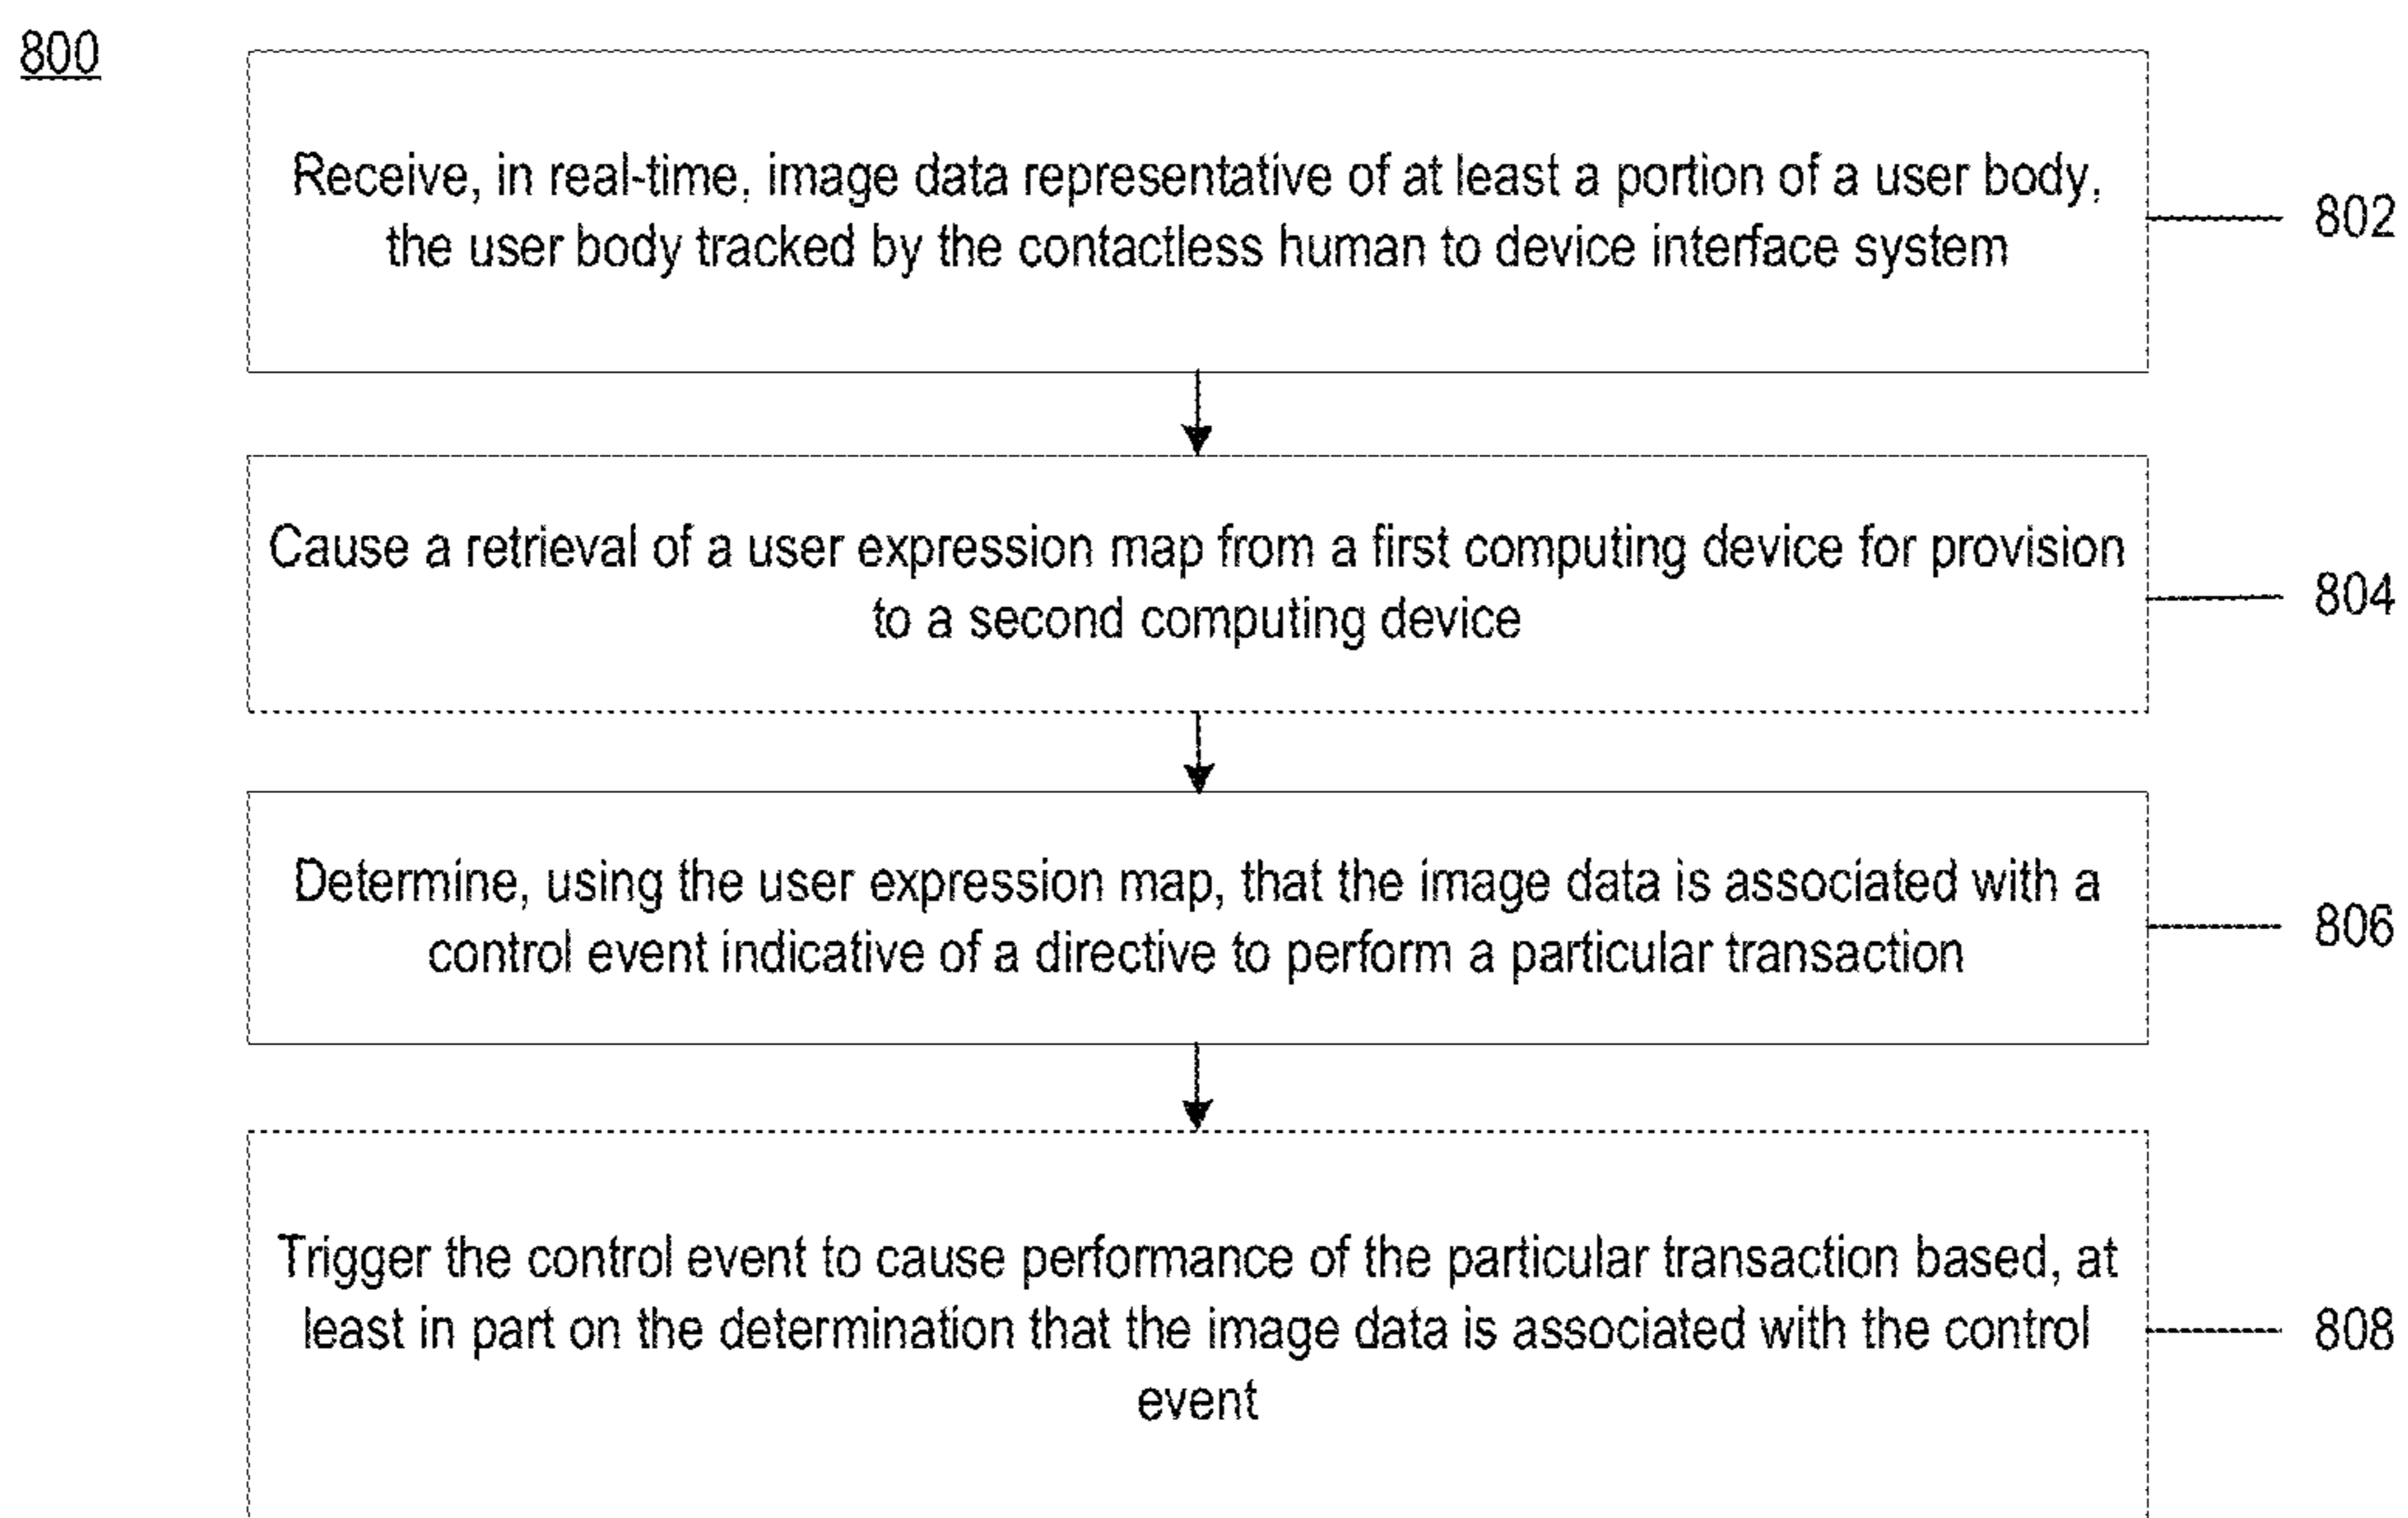 800
Receive, in real-time, image data representative of at least a portion of a user body,
the user body tracked by the contactless human to device interface system
802
Cause a retrieval of a user expression map from a first computing device for provision
to a second computing device
804
Determine, using the user expression map, that the image data is associated with a
control event indicative of a directive to perform a particular transaction
806
Trigger the control event to cause performance of the particular transaction based, at
least in part on the determination that the image data is associated with the control
event
808